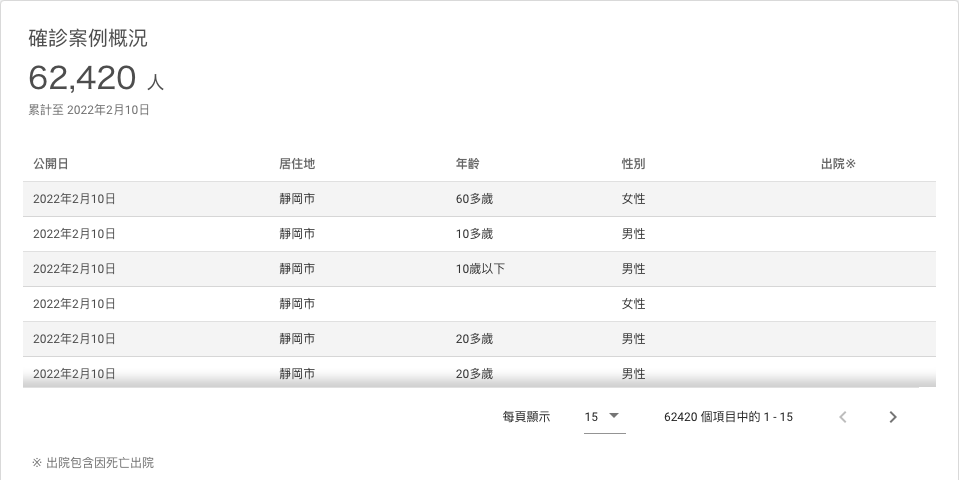 確診案例概況
62,420 人
累計至 2022年2月10日
公開日 居住地 年齡 性別 出院※
2022年2月10日 靜岡市 60多歲 女性
2022年2月10日 靜岡市 10多歲 男性
2022年2月10日 靜岡市 10歲以下 男性
2022年2月10日 靜岡市 女性
2022年2月10日 靜岡市 20多歲 男性
2022年2月10日 靜岡市 20多歲 男性
每頁顯示 15 62420 個項目中的 1 - 15
※ 出院包含因死亡出院